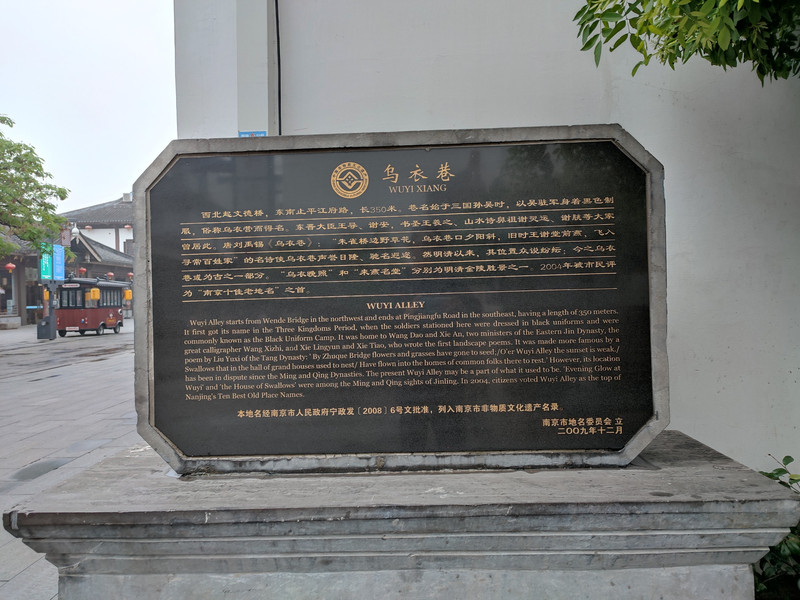 乌衣巷
WUYI XIANG
西北起文德桥，东南止平江府路，长350米。巷名始于三国孙吴时，以吴驻军身着黑色制
服，俗称乌衣营而得名。东晋大臣王导、谢安，书圣王羲之，山水诗鼻祖谢灵运、谢朓等大家
曾居此。唐刘禹锡《乌衣巷》：“朱雀桥边野草花，乌衣巷口夕阳斜，旧时王谢堂前燕，飞入
寻常百姓家”的名诗使乌衣巷声誉日隆，驰名遐迩。然明清以来，其位置众说纷纭；今之乌衣
巷或为古之一部分。“乌衣晚照”和“来燕名堂”分别为明清金陵胜景之一。2004年被市民评
为“南京十佳老地名”之首。
WUYI ALLEY
Wuyi Alley starts from Wende Bridge in the northwest and ends at Pingjiangfu Road in the southeast, having a length of 350 meters.
It first got its name in the Three Kingdoms Period, when the soldiers stationed here were dressed in black uniforms and were
commonly known as the Black Uniform Camp. It was home to Wang Dao and Xie An, two ministers of the Eastern Jin Dynasty, the
great calligrapher Wang Xizhi, and Xie Lingyun and Xie Tiao, who wrote the first landscape poems. It was made more famous by a
poem by Liu Yuxi of the Tang Dynasty: ' By Zhuque Bridge flowers and grasses have gone to seed;/O'er Wuyi Alley the sunset is weak./
Swallows that in the hall of grand houses used to nest/ Have flown into the homes of common folks there to rest.' However, its location
has been in dispute since the Ming and Qing Dynasties. The present Wuyi Alley may be a part of what it used to be. 'Evening Glow at
Wuyi' and 'the House of Swallows' were among the Ming and Qing sights of Jinling. In 2004, citizens voted Wuyi Alley as the top of
Nanjing's Ten Best Old Place Names.
本地名经南京市人民政府宁政发〔2008〕6号文批准，列入南京市非物质文化遗产名录。
南京市地名委员会 立
二〇〇九年十二月